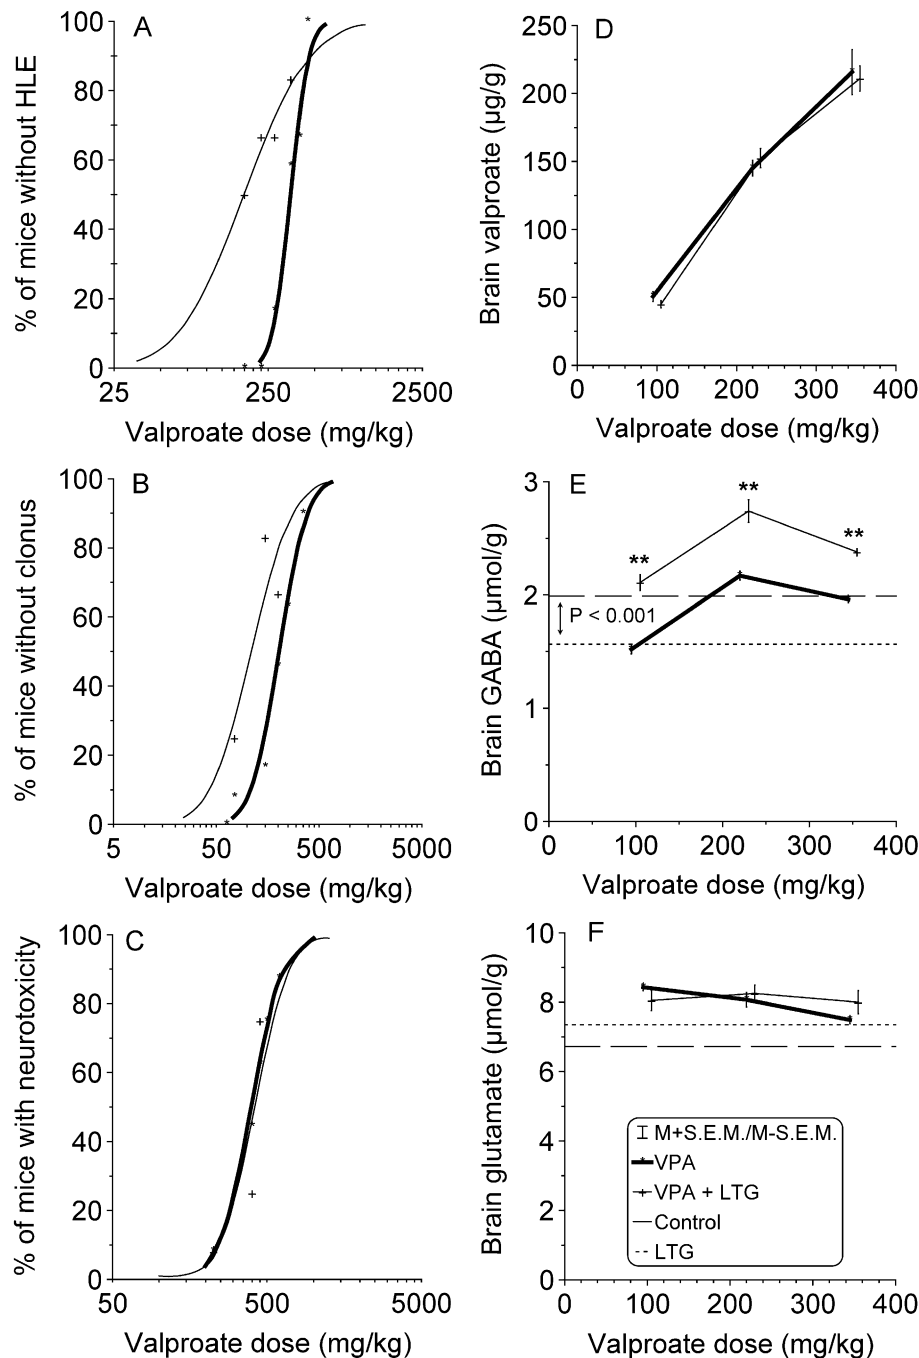 A
% of mice without HLE
100
80
60
40
20
0
25
250
2500
Valproate dose (mg/kg)
D
Brain valproate (µg/g)
250
200
150
100
50
0
0
100
200
300
400
Valproate dose (mg/kg)
B
% of mice without clonus
100
80
60
40
20
0
5
50
500
5000
Valproate dose (mg/kg)
E
Brain GABA (µmol/g)
3
2
1
0
**
**
**
P < 0.001
0
100
200
300
400
Valproate dose (mg/kg)
C
% of mice with neurotoxicity
100
80
60
40
20
0
50
500
5000
Valproate dose (mg/kg)
F
Brain glutamate (µmol/g)
10
8
6
4
2
0
M+S.E.M./M-S.E.M.
VPA
VPA + LTG
Control
LTG
0
100
200
300
400
Valproate dose (mg/kg)